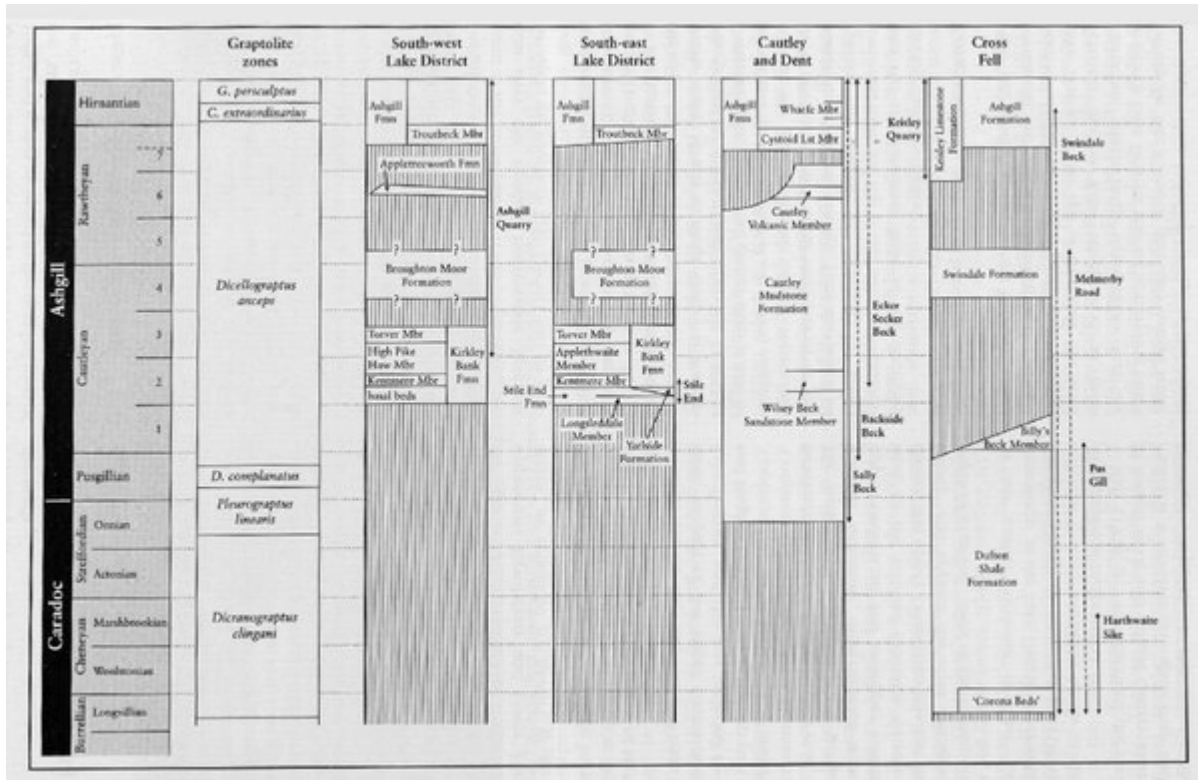 Graptolite
zones
South-west
Lake District
South-east
Lake District
Cautley
and Dent
Cross
Fell
Ashgill
Caradoc
Hirnantian
Rawtheyan
7
6
5
Cautleyan
4
3
2
1
Pusgillian
Streffordian
Onnian
Actonian
Cheneyan
Marshbrookian
Woolstonian
Burrellian
Longvillian
G. persculptus
C. extraordinarius
Dicellograptus
anceps
D. complanatus
Pleurograptus
linearis
Dicranograptus
clingani
Ashgill
Fmn
Troutbeck Mbr
Appletreeworth Fmn
? ?
Broughton Moor
Formation
? ?
Torver Mbr
High Pike
Haw Mbr
Kentmere Mbr
basal beds
Kirkley
Bank
Fmn
Ashgill
Quarry
Ashgill
Fmn
Troutbeck Mbr
? ?
Broughton Moor
Formation
? ?
Torver Mbr
Applethwaite
Member
Kentmere Mbr
Kirkley
Bank
Fmn
Stile End
Fmn
Longsleddale
Member
Yarlside
Formation
Stile
End
Ashgill
Fmn
Wharfe Mbr
Cystoid Lst Mbr
Cautley
Volcanic Member
Cautley
Mudstone
Formation
Wilsey Beck
Sandstone Member
Ecker
Secker
Beck
Backside
Beck
Sally
Beck
Keisley
Quarry
Keisley Limestone
Formation
Ashgill
Formation
Swindale Formation
Billy's
Beck Member
Dufton
Shale
Formation
'Corona Beds'
Swindale
Beck
Melmerby
Road
Pus
Gill
Harthwaite
Sike